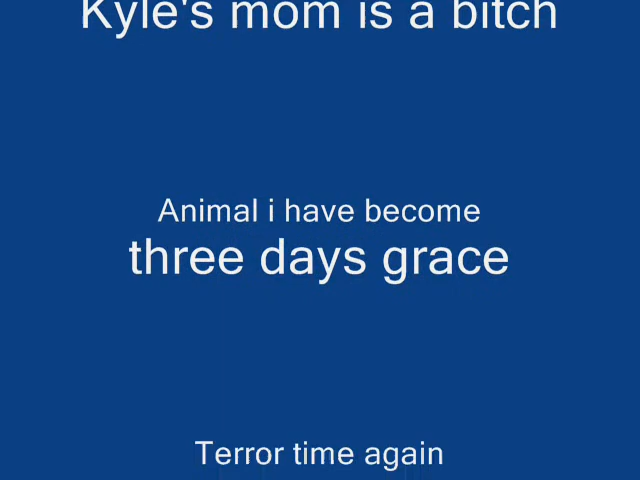 Kyle's mom is a bitch
Animal i have become
three days grace
Terror time again